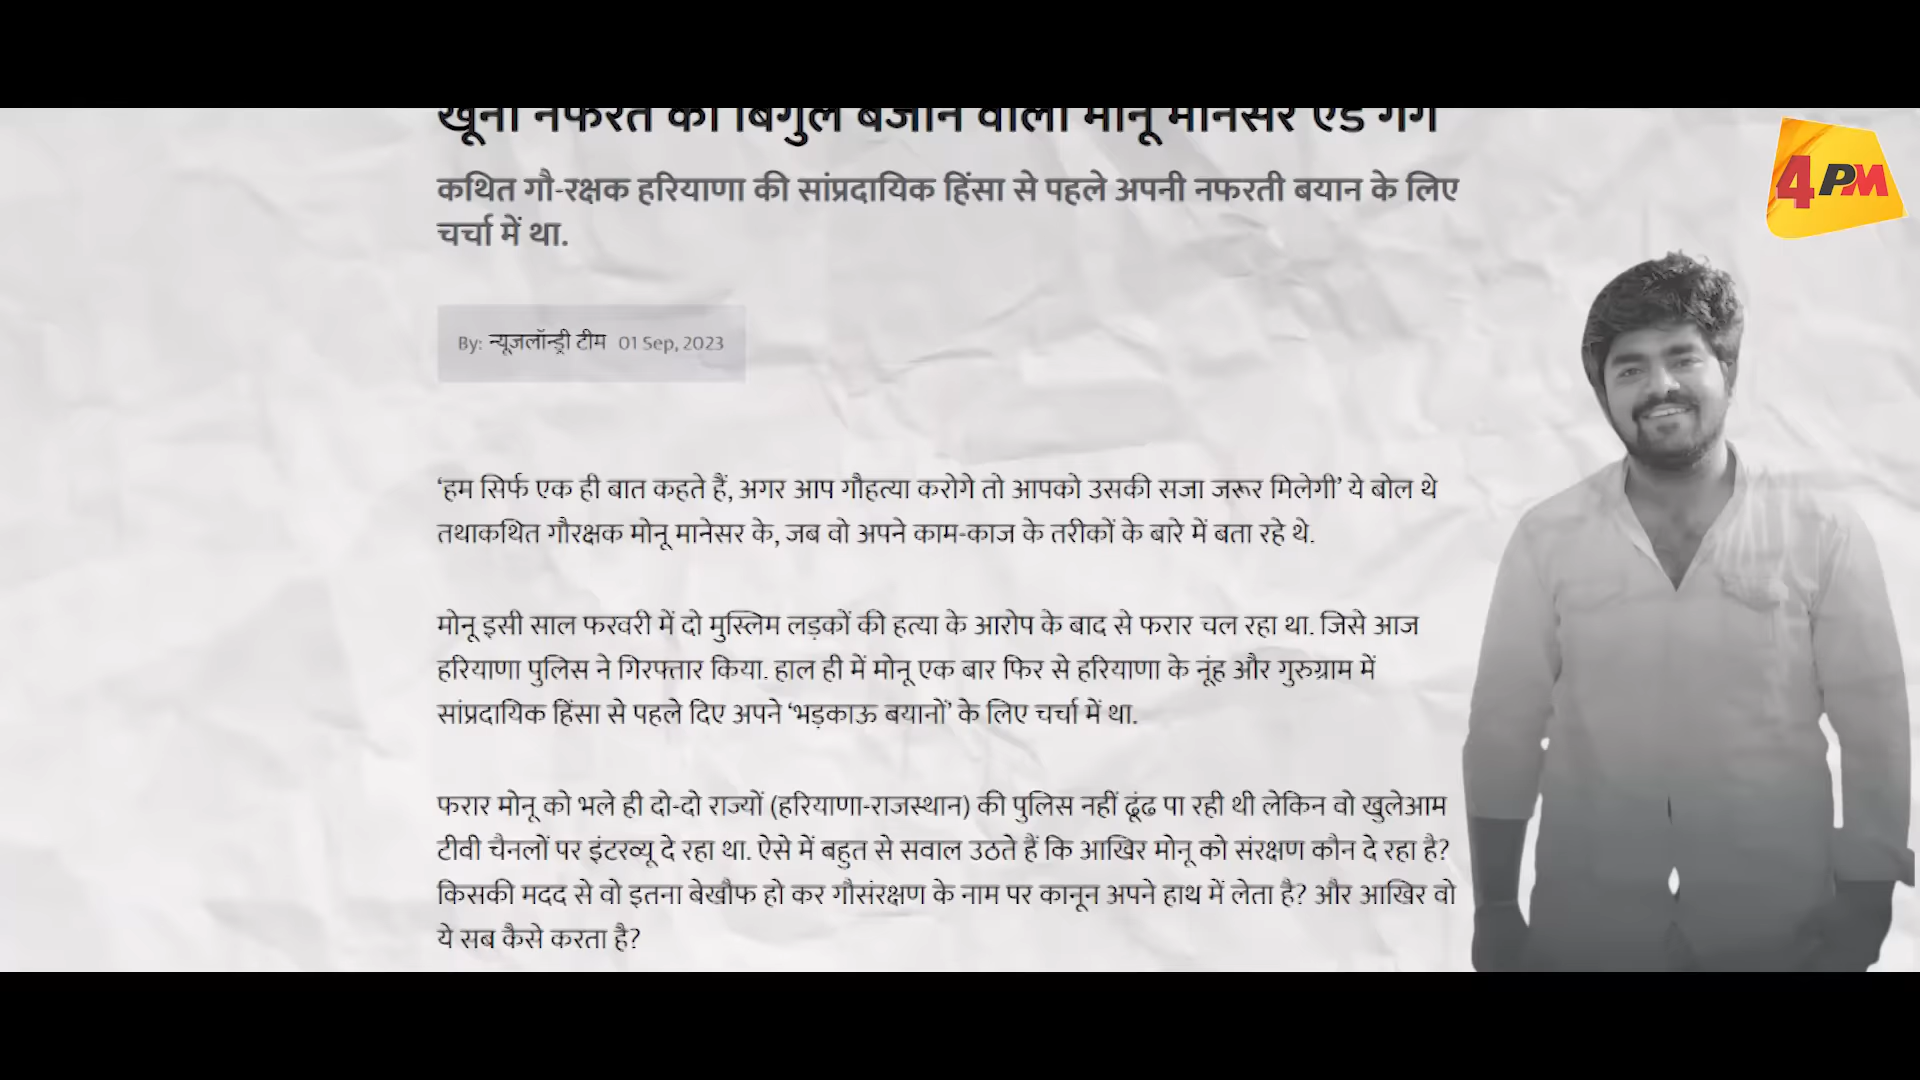 खूनी नफरत का बिगुल बजाने वाला मोनू मानेसर एंड गैंग
4PM
कथित गौ-रक्षक हरियाणा की सांप्रदायिक हिंसा से पहले अपनी नफरती बयान के लिए
चर्चा में था.
By: न्यूज़लॉन्ड्री टीम 01 Sep, 2023
‘हम सिर्फ एक ही बात कहते हैं, अगर आप गौहत्या करोगे तो आपको उसकी सजा जरूर मिलेगी’ ये बोल थे
तथाकथित गौरक्षक मोनू मानेसर के, जब वो अपने काम-काज के तरीकों के बारे में बता रहे थे.
मोनू इसी साल फरवरी में दो मुस्लिम लड़कों की हत्या के आरोप के बाद से फरार चल रहा था. जिसे आज
हरियाणा पुलिस ने गिरफ्तार किया. हाल ही में मोनू एक बार फिर से हरियाणा के नूंह और गुरुग्राम में
सांप्रदायिक हिंसा से पहले दिए अपने ‘भड़काऊ बयानों’ के लिए चर्चा में था.
फरार मोनू को भले ही दो-दो राज्यों (हरियाणा-राजस्थान) की पुलिस नहीं ढूंढ पा रही थी लेकिन वो खुलेआम
टीवी चैनलों पर इंटरव्यू दे रहा था. ऐसे में बहुत से सवाल उठते हैं कि आखिर मोनू को संरक्षण कौन दे रहा है?
किसकी मदद से वो इतना बेखौफ हो कर गौसंरक्षण के नाम पर कानून अपने हाथ में लेता है? और आखिर वो
ये सब कैसे करता है?